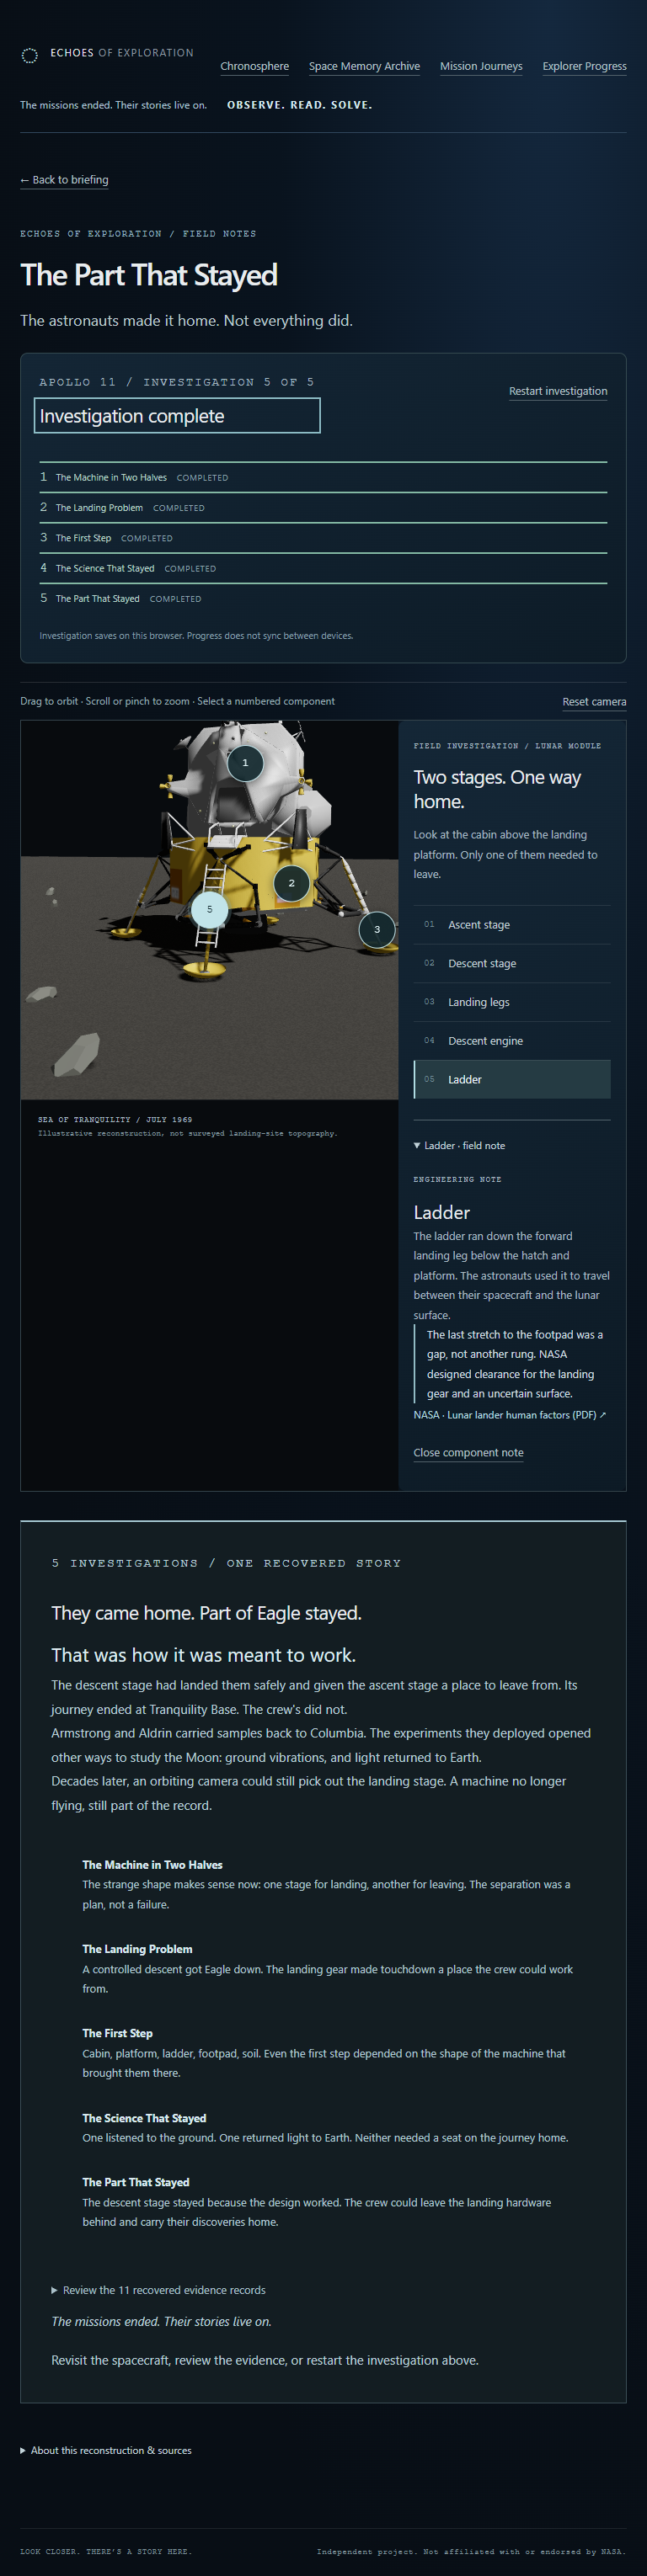 ECHOES OF EXPLORATION
Chronosphere
Space Memory Archive
Mission Journeys
Explorer Progress
The missions ended. Their stories live on.
OBSERVE. READ. SOLVE.
← Back to briefing
ECHOES OF EXPLORATION / FIELD NOTES
The Part That Stayed
The astronauts made it home. Not everything did.
APOLLO 11 / INVESTIGATION 5 OF 5
Investigation complete
Restart investigation
1 The Machine in Two Halves COMPLETED
2 The Landing Problem COMPLETED
3 The First Step COMPLETED
4 The Science That Stayed COMPLETED
5 The Part That Stayed COMPLETED
Investigation saves on this browser. Progress does not sync between devices.
Drag to orbit · Scroll or pinch to zoom · Select a numbered component
Reset camera
1
2
5
3
SEA OF TRANQUILITY / JULY 1969
Illustrative reconstruction, not surveyed landing-site topography.
FIELD INVESTIGATION / LUNAR MODULE
Two stages. One way
home.
Look at the cabin above the landing
platform. Only one of them needed to
leave.
01 Ascent stage
02 Descent stage
03 Landing legs
04 Descent engine
05 Ladder
▼ Ladder · field note
ENGINEERING NOTE
Ladder
The ladder ran down the forward
landing leg below the hatch and
platform. The astronauts used it to travel
between their spacecraft and the lunar
surface.
The last stretch to the footpad was a
gap, not another rung. NASA
designed clearance for the landing
gear and an uncertain surface.
NASA · Lunar lander human factors (PDF) ↗
Close component note
5 INVESTIGATIONS / ONE RECOVERED STORY
They came home. Part of Eagle stayed.
That was how it was meant to work.
The descent stage had landed them safely and given the ascent stage a place to leave from. Its
journey ended at Tranquility Base. The crew's did not.
Armstrong and Aldrin carried samples back to Columbia. The experiments they deployed opened
other ways to study the Moon: ground vibrations, and light returned to Earth.
Decades later, an orbiting camera could still pick out the landing stage. A machine no longer
flying, still part of the record.
The Machine in Two Halves
The strange shape makes sense now: one stage for landing, another for leaving. The separation was a
plan, not a failure.
The Landing Problem
A controlled descent got Eagle down. The landing gear made touchdown a place the crew could work
from.
The First Step
Cabin, platform, ladder, footpad, soil. Even the first step depended on the shape of the machine that
brought them there.
The Science That Stayed
One listened to the ground. One returned light to Earth. Neither needed a seat on the journey home.
The Part That Stayed
The descent stage stayed because the design worked. The crew could leave the landing hardware
behind and carry their discoveries home.
▶ Review the 11 recovered evidence records
The missions ended. Their stories live on.
Revisit the spacecraft, review the evidence, or restart the investigation above.
▶ About this reconstruction & sources
LOOK CLOSER. THERE'S A STORY HERE.
Independent project. Not affiliated with or endorsed by NASA.